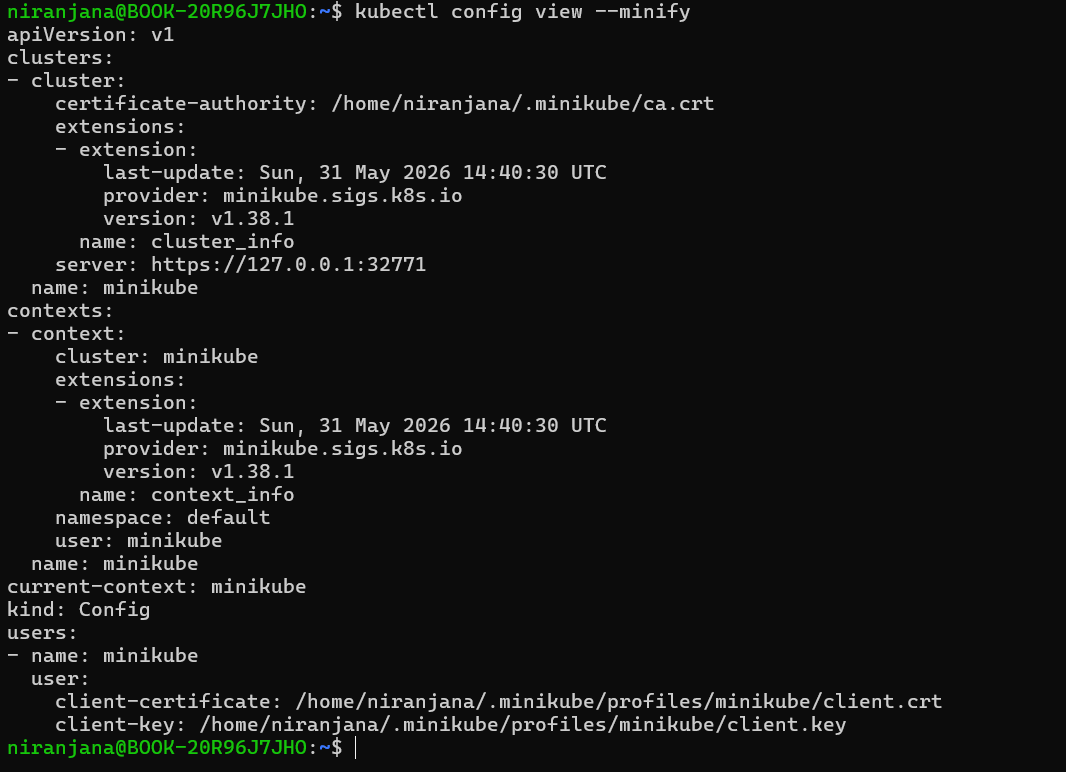 niranjana@BOOK-20R96J7JHO:~$ kubectl config view --minify
apiVersion: v1
clusters:
- cluster:
    certificate-authority: /home/niranjana/.minikube/ca.crt
    extensions:
    - extension:
        last-update: Sun, 31 May 2026 14:40:30 UTC
        provider: minikube.sigs.k8s.io
        version: v1.38.1
      name: cluster_info
    server: https://127.0.0.1:32771
  name: minikube
contexts:
- context:
    cluster: minikube
    extensions:
    - extension:
        last-update: Sun, 31 May 2026 14:40:30 UTC
        provider: minikube.sigs.k8s.io
        version: v1.38.1
      name: context_info
    namespace: default
    user: minikube
  name: minikube
current-context: minikube
kind: Config
users:
- name: minikube
  user:
    client-certificate: /home/niranjana/.minikube/profiles/minikube/client.crt
    client-key: /home/niranjana/.minikube/profiles/minikube/client.key
niranjana@BOOK-20R96J7JHO:~$